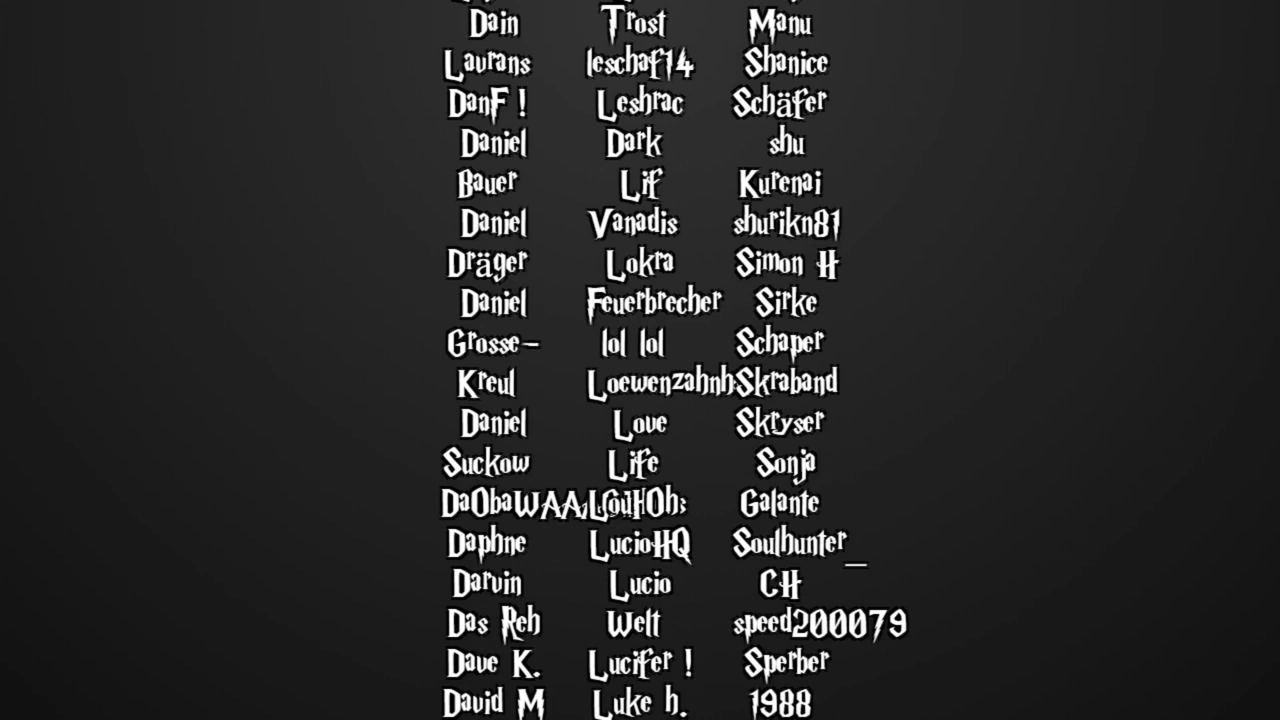 Dain Trost Manu
Laurans leschaf14 Shanice
DanF ! Leshrac Schäfer
Daniel Dark shu
Bauer Lif Kurenai
Daniel Vanadis shurikn81
Dräger Lokra Simon H
Daniel Feuerbrecher Sirke
Grosse- lol lol Schaper
Kreul Loewenzahnh Skraband
Daniel Love Skryser
Suckow Life Sonja
Galante
Daphne LucioHQ Soulhunter_
Darvin Lucio CH
Das Reh Welt speed200079
Dave K. Lucifer ! Sperber
David M Luke h. 1988